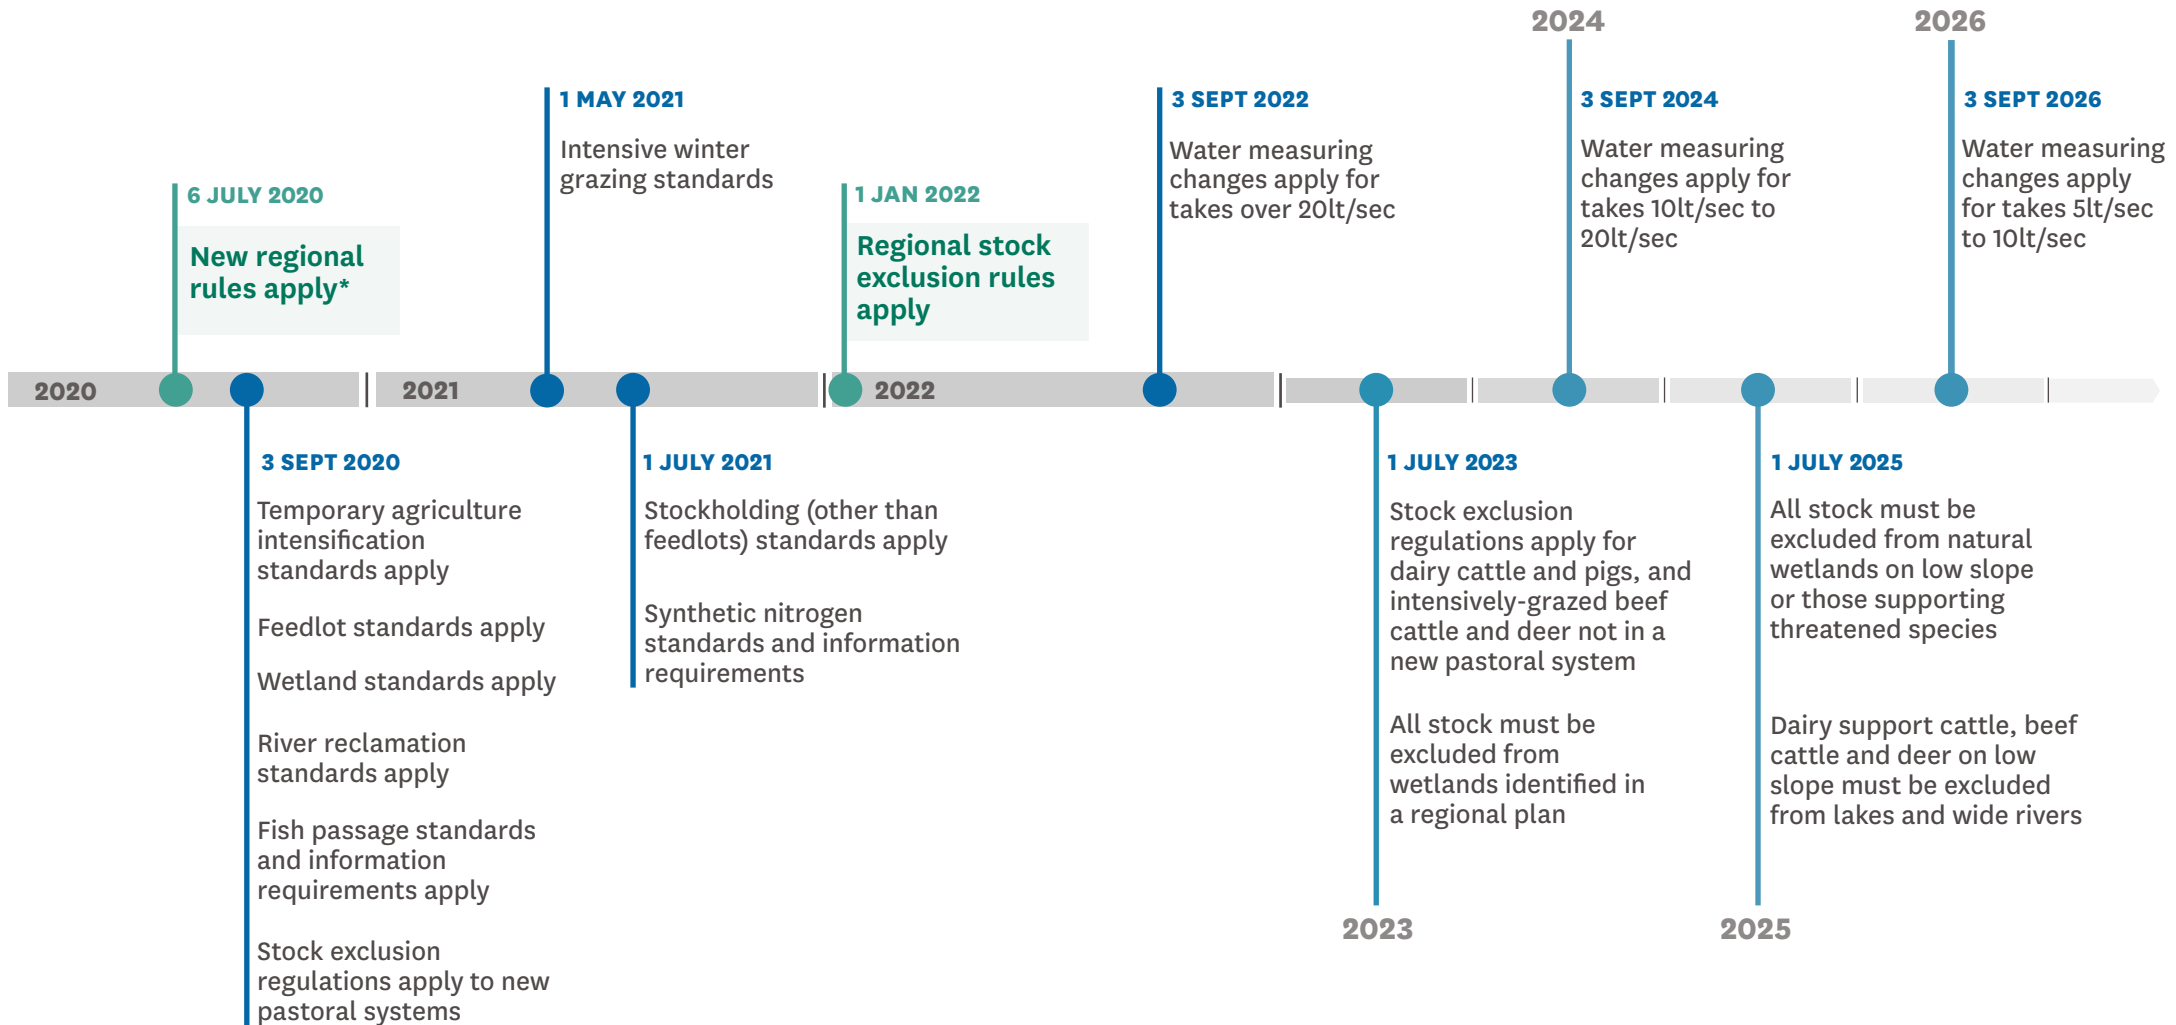 2024
2026
1 MAY 2021
Intensive winter
grazing standards
3 SEPT 2022
Water measuring
changes apply for
takes over 20lt/sec
3 SEPT 2024
Water measuring
changes apply for
takes 10lt/sec to
20lt/sec
3 SEPT 2026
Water measuring
changes apply
for takes 5lt/sec
to 10lt/sec
6 JULY 2020
New regional
rules apply*
1 JAN 2022
Regional stock
exclusion rules
apply
2020
2021
2022
3 SEPT 2020
Temporary agriculture
intensification
standards apply
Feedlot standards apply
Wetland standards apply
River reclamation
standards apply
Fish passage standards
and information
requirements apply
Stock exclusion
regulations apply to new
pastoral systems
1 JULY 2021
Stockholding (other than
feedlots) standards apply
Synthetic nitrogen
standards and information
requirements
1 JULY 2023
Stock exclusion
regulations apply for
dairy cattle and pigs, and
intensively-grazed beef
cattle and deer not in a
new pastoral system
All stock must be
excluded from
wetlands identified in
a regional plan
2023
1 JULY 2025
All stock must be
excluded from natural
wetlands on low slope
or those supporting
threatened species
Dairy support cattle, beef
cattle and deer on low
slope must be excluded
from lakes and wide rivers
2025